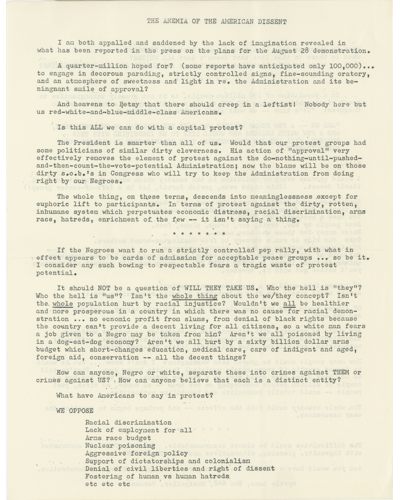 THE ANEMIA OF THE AMERICAN DISSENT
I am both appalled and saddened by the lack of imagination revealed in
what has been reported in the press on the plans for the August 28 demonstration.
A quarter-million hoped for? (some reports have anticipated only 100,000)...
to engage in decorous parading, strictly controlled signs, fine-sounding oratory,
and an atmosphere of sweetness and light in re. the Administration and its be-
ningnant smile of approval?
And heavens to Betsy that there should creep in a leftist! Nobody here but
us red-white-and-blue-middle-class Americans.
Is this ALL we can do with a capital protest?
The President is smarter than all of us. Would that our protest groups had
some politicians of similar dirty cleverness. His action of "approval" very
effectively removes the element of protest against the do-nothing-until-pushed-
and-then-count-the-vote-potential Administration; now the blame will be on those
dirty s.o.b.'s in Congress who will try to keep the Administration from doing
right by our Negroes.
The whole thing, on these terms, descends into meaninglessness except for
euphoric lift to participants. In terms of protest against the dirty, rotten,
inhumane system which perpetuates economic distress, racial discrimination, arms
race, hatreds, enrichment of the few -- it isn't saying a thing.
* * * * * * *
If the Negroes want to run a strictly controlled pep rally, with what in
effect appears to be cards of admission for acceptable peace groups ... so be it.
I consider any such bowing to respectable fears a tragic waste of protest
potential.
It should NOT be a question of WILL THEY TAKE US. Who the hell is "they"?
Who the hell is "us"? Isn't the whole thing about the we/they concept? Isn't
the whole population hurt by racial injustice? Wouldn't we all be healthier
and more prosperous in a country in which there was no cause for racial demon-
stration ... no economic profit from slums, from denial of black rights because
the country can't provide a decent living for all citizens, so a white man fears
a job given to a Negro may be taken from him? Aren't we all poisoned by living
in a dog-eat-dog economy? Aren't we all hurt by a sixty billion dollar arms
budget which short-changes education, medical care, care of indigent and aged,
foreign aid, conservation -- all the decent things?
How can anyone, Negro or white, separate these into crimes against THEM or
crimes against US? How can anyone believe that each is a distinct entity?
What have Americans to say in protest?
WE OPPOSE
Racial discrimination
Lack of employment for all
Arms race budget
Nuclear poisoning
Aggressive foreign policy
Support of dictatorships and colonialism
Denial of civil liberties and right of dissent
Fostering of human vs human hatreds
etc etc etc